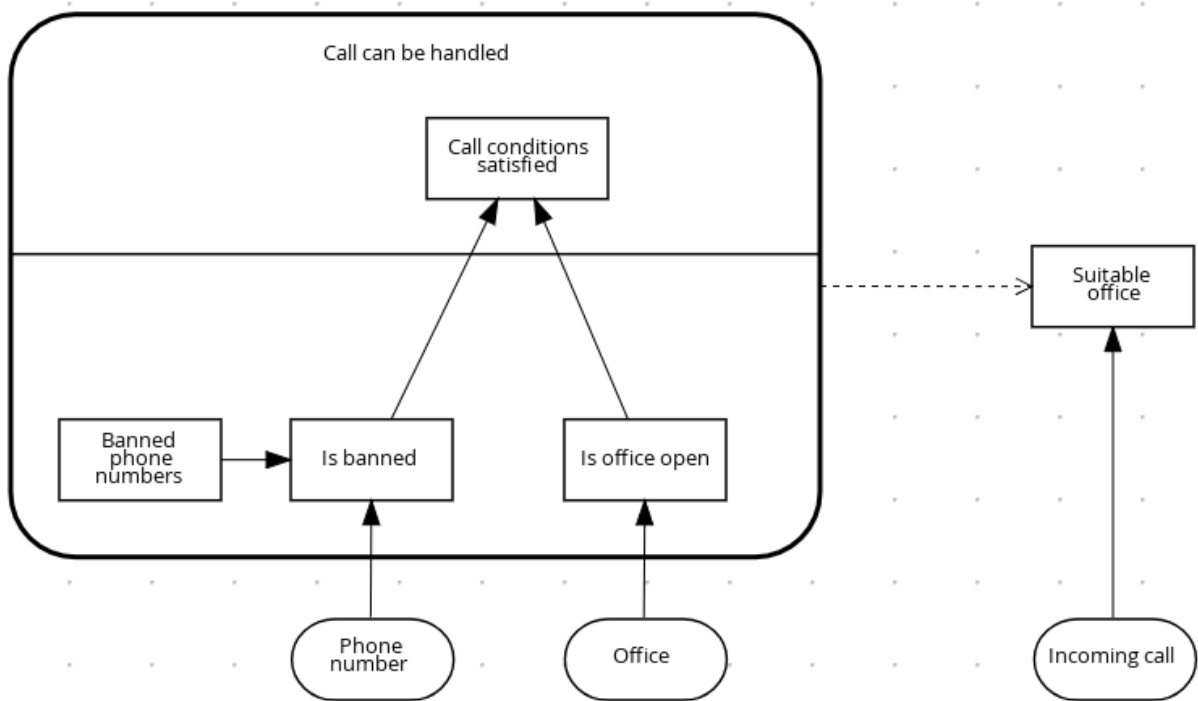 Call can be handled
Call conditions
satisfied
Suitable
office
Banned
phone
numbers
Is banned
Is office open
Phone
number
Office
Incoming call